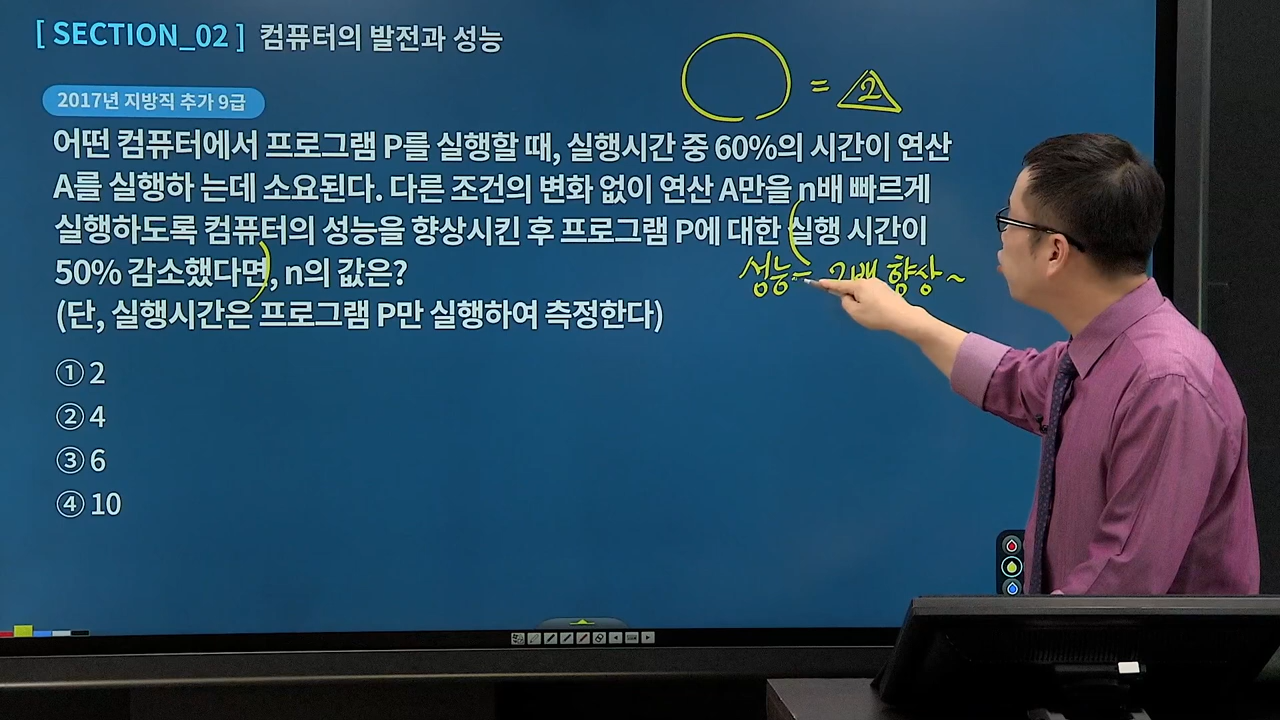 [ SECTION_02 ] 컴퓨터의 발전과 성능
2017년 지방직 추가 9급
= 2
어떤 컴퓨터에서 프로그램 P를 실행할 때, 실행시간 중 60%의 시간이 연산
A를 실행하 는데 소요된다. 다른 조건의 변화 없이 연산 A만을 n배 빠르게
실행하도록 컴퓨터의 성능을 향상시킨 후 프로그램 P에 대한 실행 시간이
50% 감소했다면, n의 값은?
성능= 2배 향상~
(단, 실행시간은 프로그램 P만 실행하여 측정한다)
① 2
② 4
③ 6
④ 10